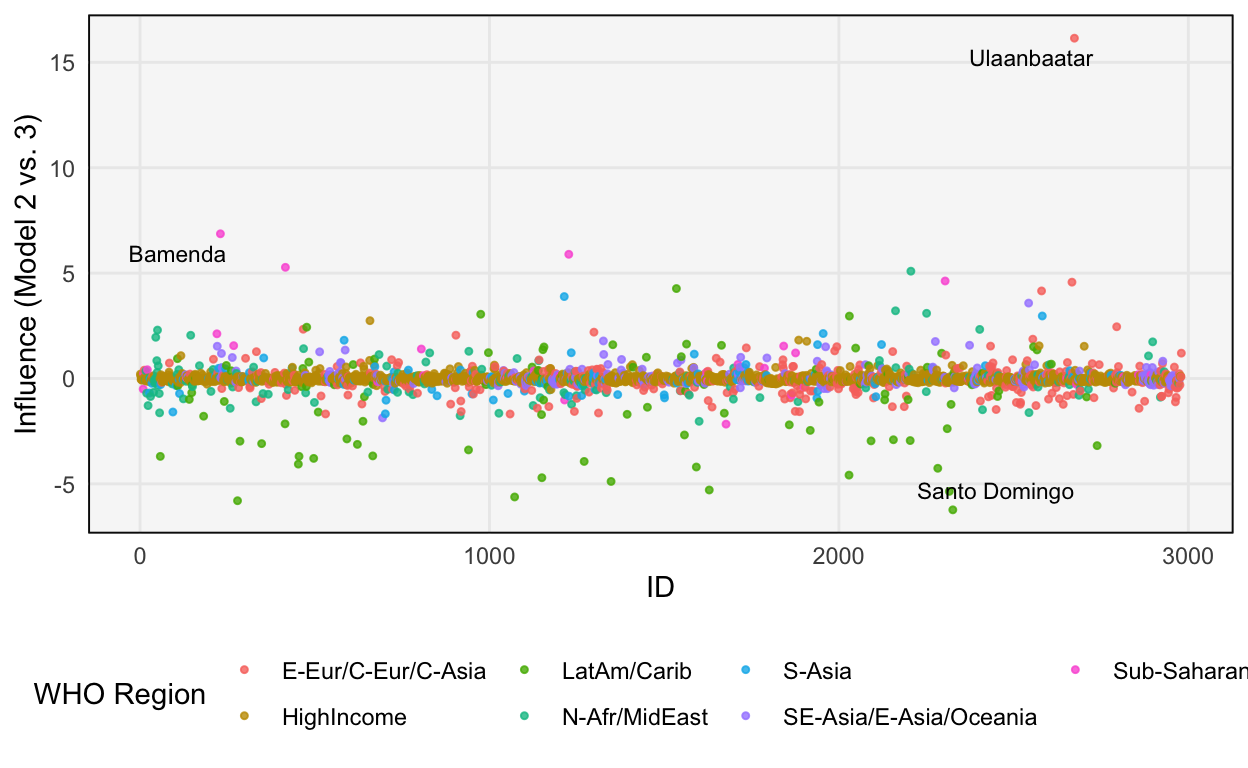 Influence (Model 2 vs. 3)
15
10
5
0
-5
Ulaanbaatar
Bamenda
Santo Domingo
0 1000 2000 3000
ID
WHO Region
E-Eur/C-Eur/C-Asia LatAm/Carib S-Asia Sub-Saharan
HighIncome N-Afr/MidEast SE-Asia/E-Asia/Oceania